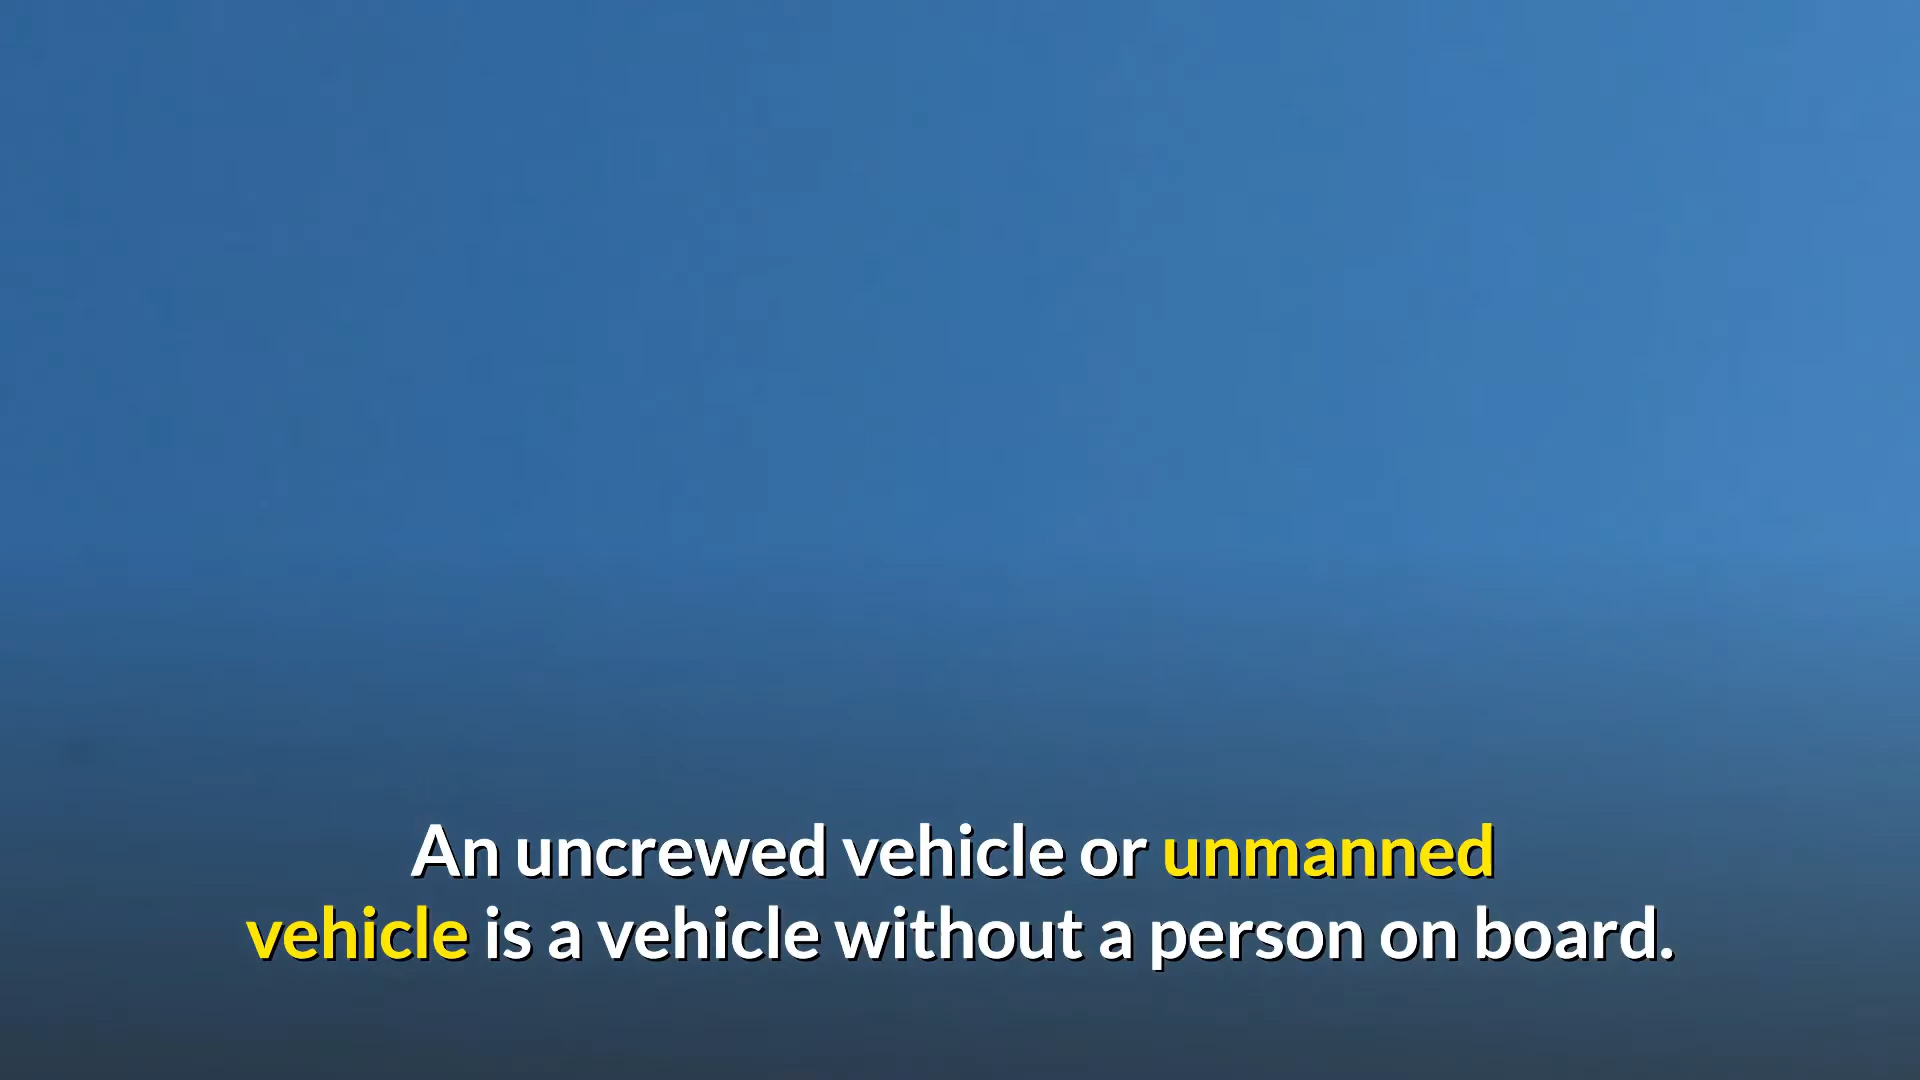 An uncrewed vehicle or unmanned
vehicle is a vehicle without a person on board.